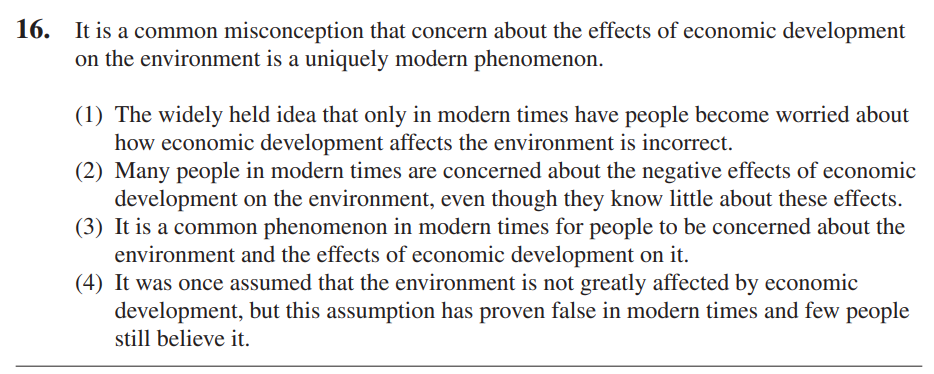 16. It is a common misconception that concern about the effects of economic development
on the environment is a uniquely modern phenomenon.
(1) The widely held idea that only in modern times have people become worried about
how economic development affects the environment is incorrect.
(2) Many people in modern times are concerned about the negative effects of economic
development on the environment, even though they know little about these effects.
(3) It is a common phenomenon in modern times for people to be concerned about the
environment and the effects of economic development on it.
(4) It was once assumed that the environment is not greatly affected by economic
development, but this assumption has proven false in modern times and few people
still believe it.